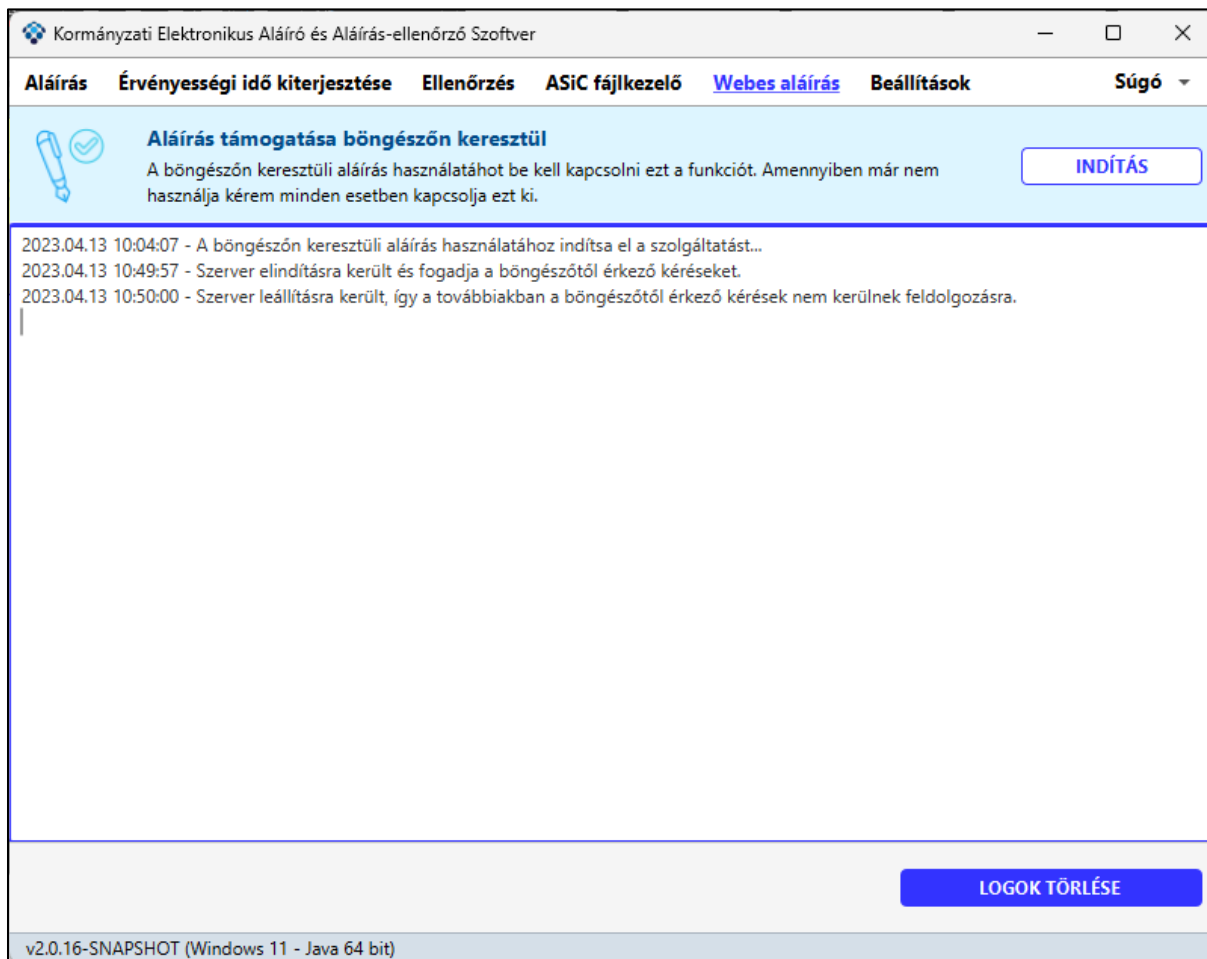 Kormányzati Elektronikus Aláíró és Aláírás-ellenőrző Szoftver
Aláírás Érvényességi idő kiterjesztése Ellenőrzés ASiC fájlkezelő Webes aláírás Beállítások Súgó
Aláírás támogatása böngészőn keresztül
A böngészőn keresztüli aláírás használatáhot be kell kapcsolni ezt a funkciót. Amennyiben már nem
használja kérem minden esetben kapcsolja ezt ki.
INDÍTÁS
2023.04.13 10:04:07 - A böngészőn keresztüli aláírás használatához indítsa el a szolgáltatást...
2023.04.13 10:49:57 - Szerver elindításra került és fogadja a böngészőtől érkező kéréseket.
2023.04.13 10:50:00 - Szerver leállításra került, így a továbbiakban a böngészőtől érkező kérések nem kerülnek feldolgozásra.
LOGOK TÖRLÉSE
v2.0.16-SNAPSHOT (Windows 11 - Java 64 bit)